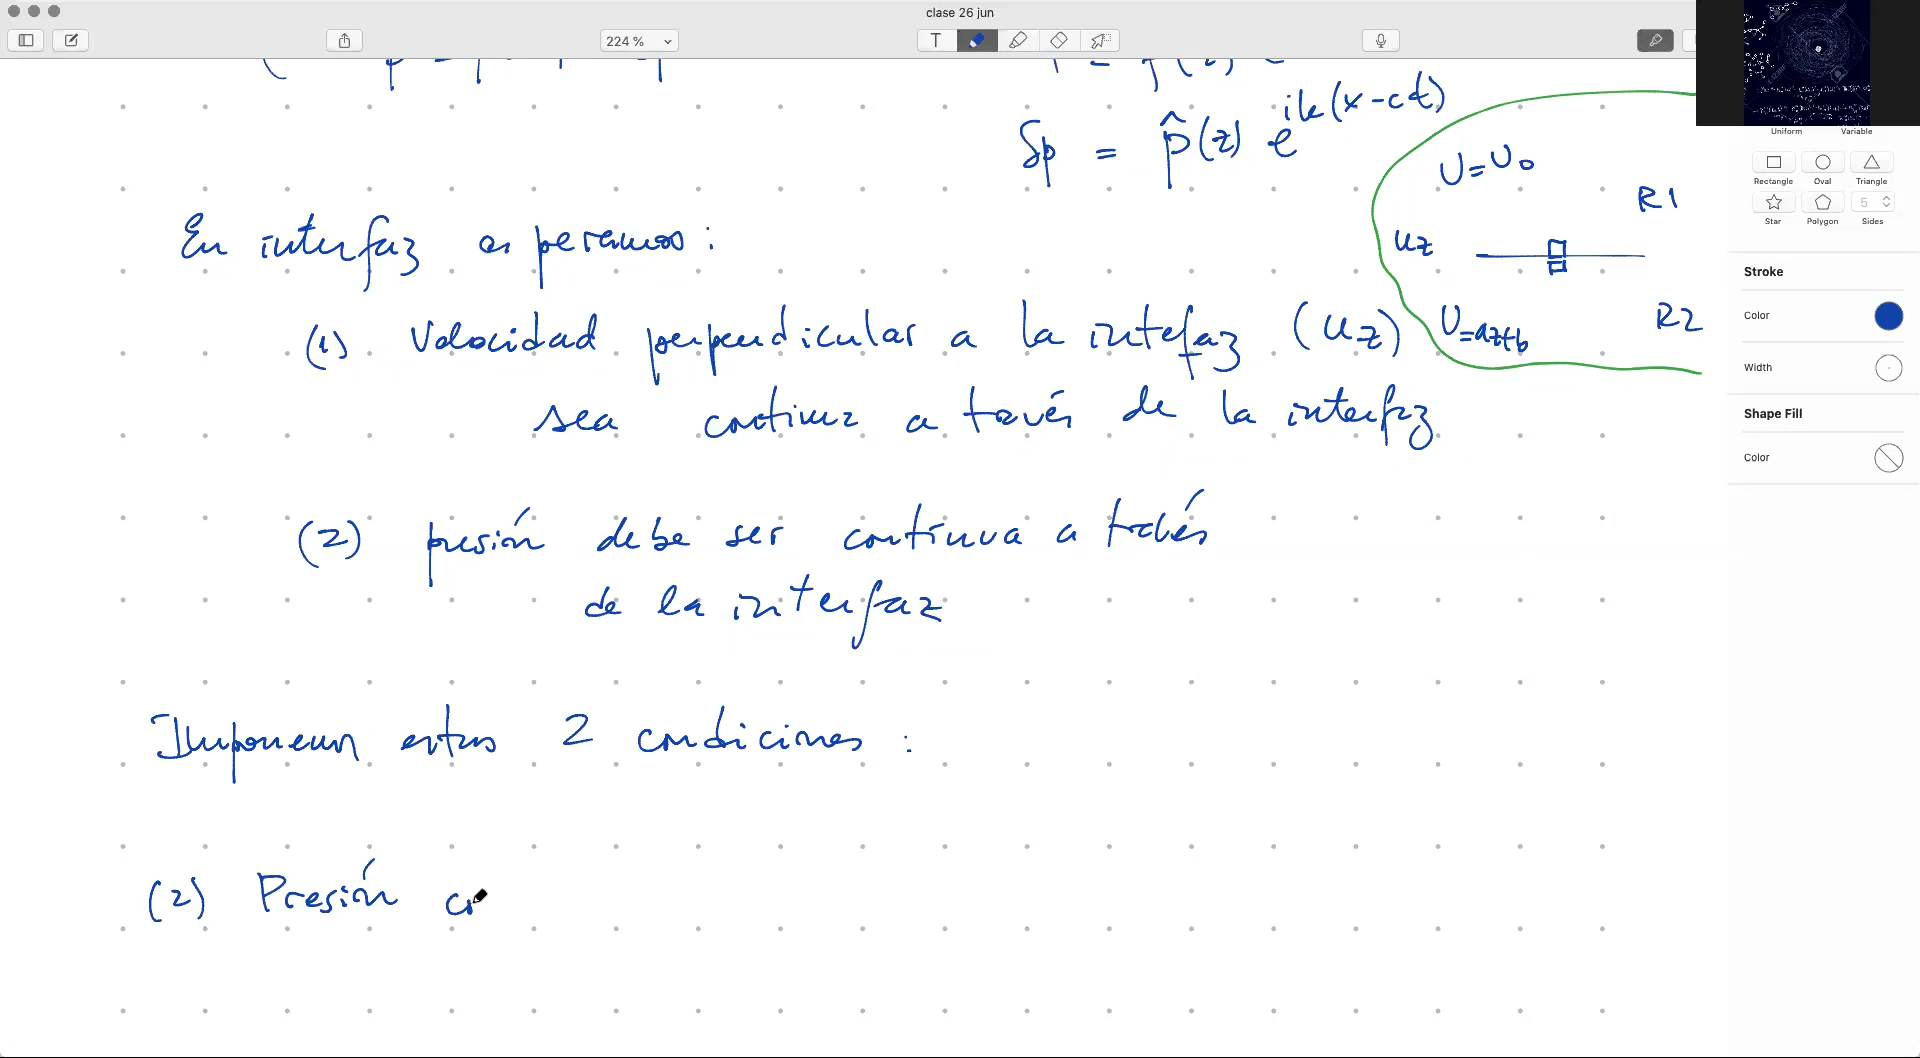 clase 26 jun
224 %
T
Uniform Variable
δp = p̂(z) e^{ik(x-ct)}
U=U₀
R1
Rectangle Oval Triangle
5
Star Polygon Sides
En interfaz esperamos:
uz
Stroke
(1) Velocidad perpendicular a la intefaz (uz)
U=az+b
R2
Color
Width
sea continua a través de la interfaz
Shape Fill
Color
(2) presión debe ser continua a través
de la interfaz
Imponemos estas 2 condiciones:
(2) Presión co